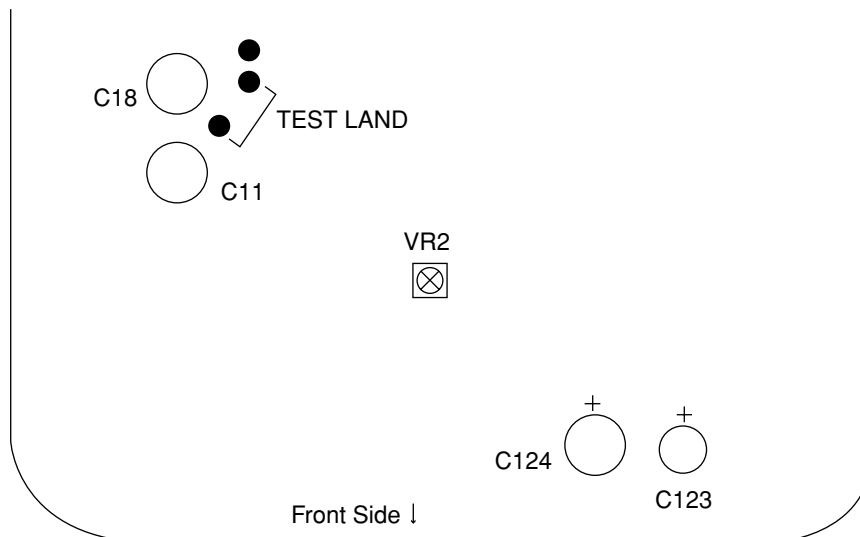 C18
TEST LAND
C11
VR2
+
+
C124
C123
Front Side ↓